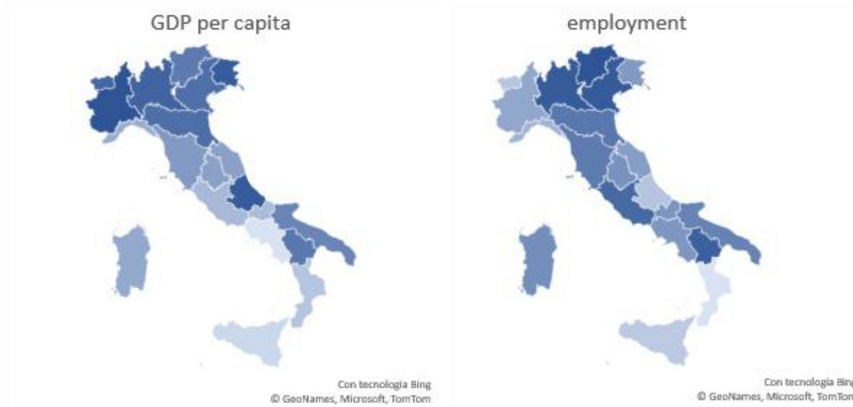 GDP per capita
employment
Con tecnologia Bing
© GeoNames, Microsoft, TomTom
Con tecnologia Bing
© GeoNames, Microsoft, TomTom